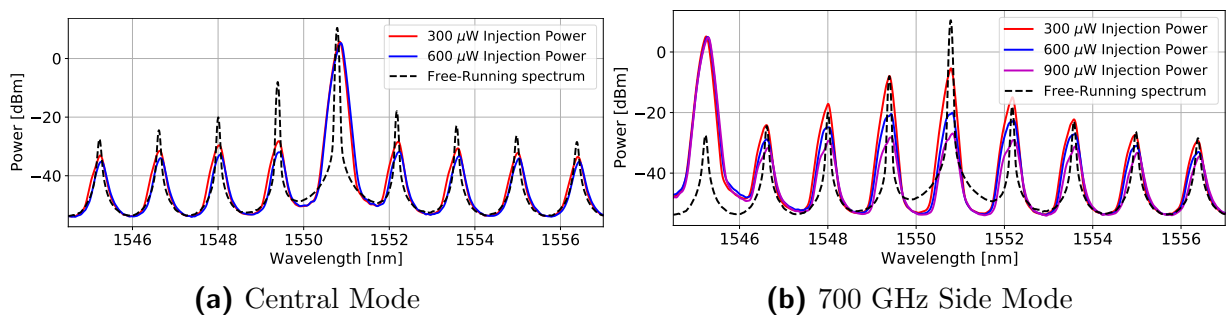 0
−20
−40
Power [dBm]
1546 1548 1550 1552 1554 1556
Wavelength [nm]
300 μW Injection Power
600 μW Injection Power
Free-Running spectrum
(a) Central Mode
0
−20
−40
Power [dBm]
1546 1548 1550 1552 1554 1556
Wavelength [nm]
300 μW Injection Power
600 μW Injection Power
900 μW Injection Power
Free-Running spectrum
(b) 700 GHz Side Mode